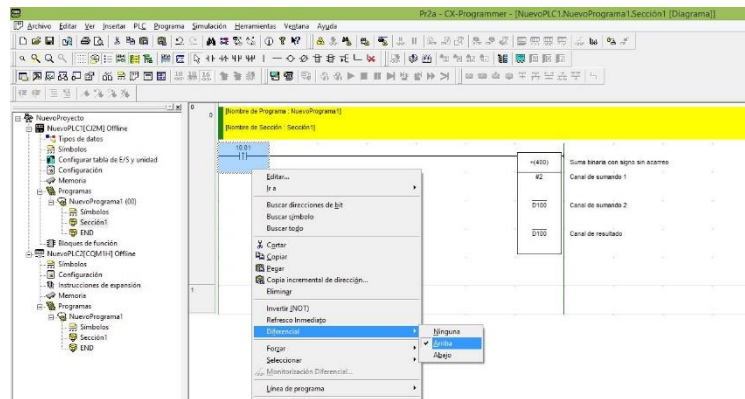 Pr2a - CX-Programmer - [NuevoPLC1.NuevoPrograma1.Sección1 [Diagrama]]
Archivo Editar Ver Insertar PLC Programa Simulación Herramientas Ventana Ayuda
NuevoProyecto
NuevoPLC1[CJ2M] Offline
Tipos de datos
Símbolos
Configurar tabla de E/S y unidad
Configuración
Memoria
Programas
NuevoPrograma1 (00)
Símbolos
Sección1
END
Bloques de función
NuevoPLC2[CQM1H] Offline
Símbolos
Configuración
Instrucciones de expansión
Memoria
Programas
NuevoPrograma1
Símbolos
Sección1
END
0
0
[Nombre de Programa : NuevoPrograma1]
[Nombre de Sección : Sección1]
10.01
+(400)
Suma binaria con signo sin acarreo
#2
Canal de sumando 1
D100
Canal de sumando 2
D100
Canal de resultado
1
Editar...
Ir a
Buscar direcciones de bit
Buscar símbolo
Buscar todo
Cortar
Copiar
Pegar
Copia incremental de dirección...
Eliminar
Invertir (NOT)
Refresco Inmediato
Diferencial
Forzar
Seleccionar
Monitorización Diferencial...
Línea de programa
Ninguna
Arriba
Abajo